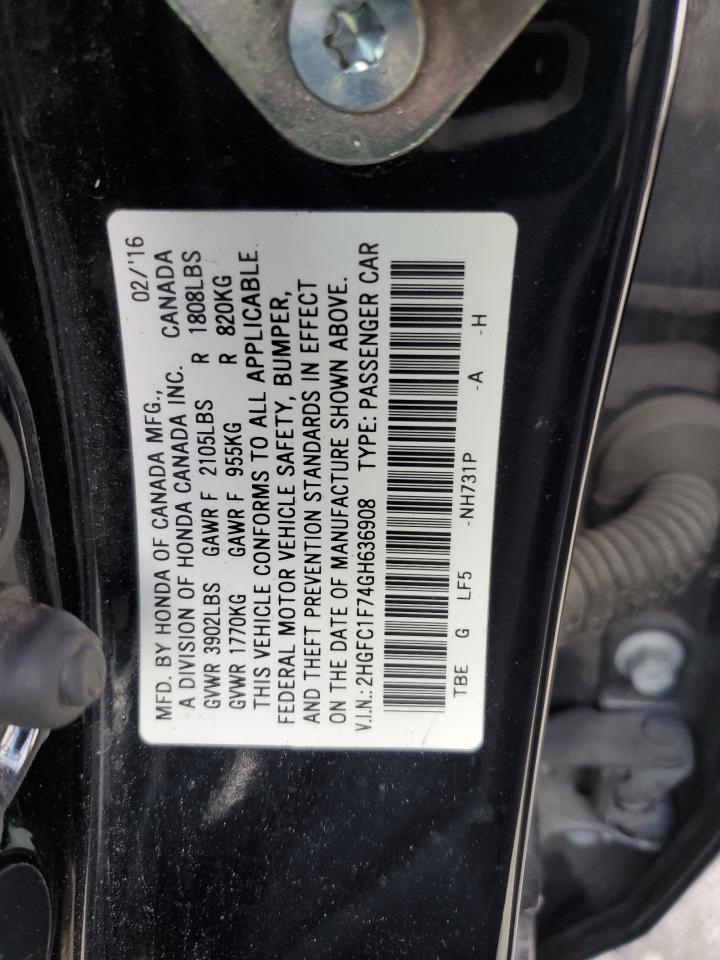 MFD. BY HONDA OF CANADA MFG., 02/'16
A DIVISION OF HONDA CANADA INC. CANADA
GVWR 3902LBS GAWR F 2105LBS R 1808LBS
GVWR 1770KG GAWR F 955KG R 820KG
THIS VEHICLE CONFORMS TO ALL APPLICABLE
FEDERAL MOTOR VEHICLE SAFETY, BUMPER,
AND THEFT PREVENTION STANDARDS IN EFFECT
ON THE DATE OF MANUFACTURE SHOWN ABOVE.
V.I.N.: 2HGFC1F74GH636908 TYPE: PASSENGER CAR
TBE G LF5 -NH731P -A -H